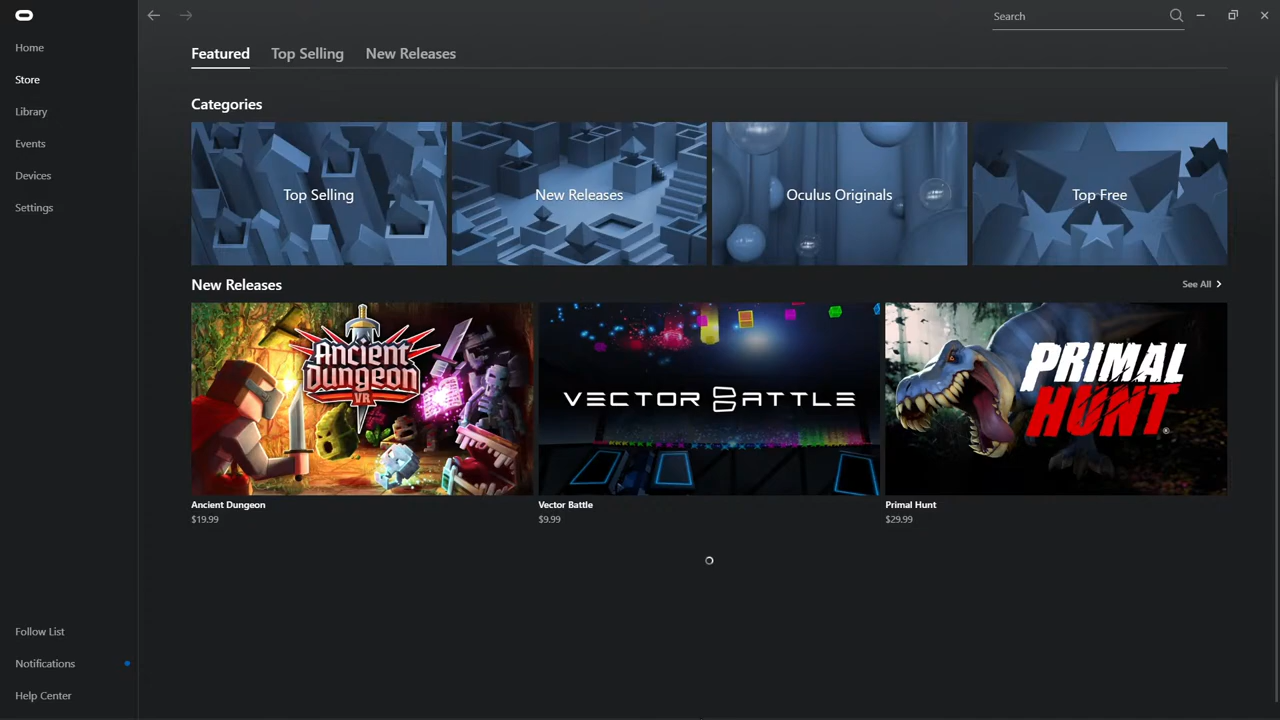 Search
Home
Store
Library
Events
Devices
Settings
Follow List
Notifications
Help Center
Featured
Top Selling
New Releases
Categories
Top Selling
New Releases
Oculus Originals
Top Free
New Releases
See All
Ancient
Dungeon
VR
VECTOR BATTLE
PRIMAL
HUNT
Ancient Dungeon
$19.99
Vector Battle
$9.99
Primal Hunt
$29.99